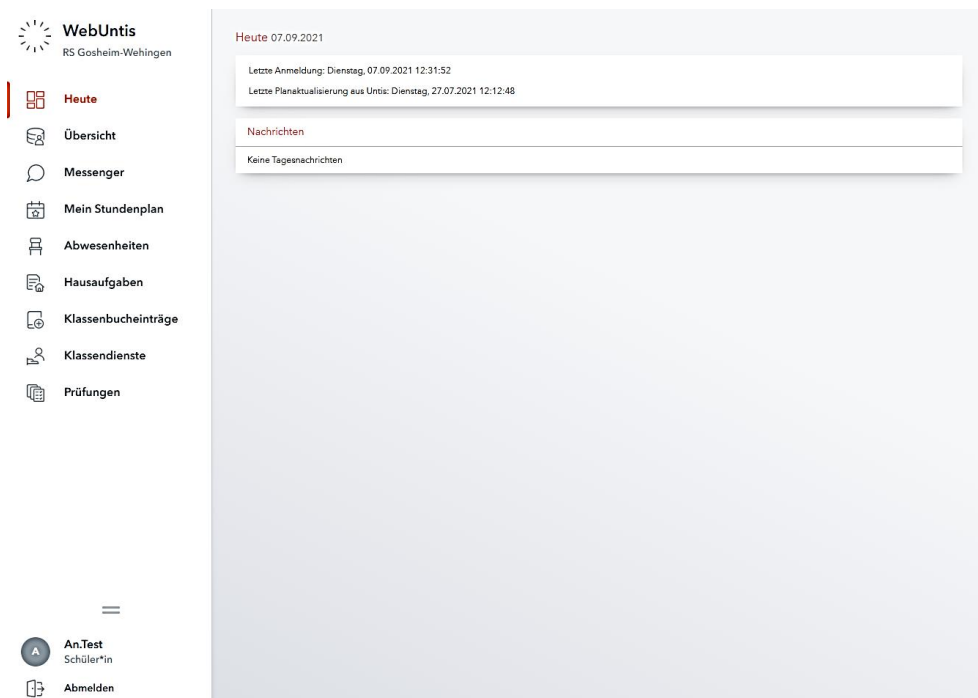 WebUntis
RS Gosheim-Wehingen
Heute
Übersicht
Messenger
Mein Stundenplan
Abwesenheiten
Hausaufgaben
Klassenbucheinträge
Klassendienste
Prüfungen
A
An.Test
Schüler*in
Abmelden
Heute 07.09.2021
Letzte Anmeldung: Dienstag, 07.09.2021 12:31:52
Letzte Planaktualisierung aus Untis: Dienstag, 27.07.2021 12:12:48
Nachrichten
Keine Tagesnachrichten